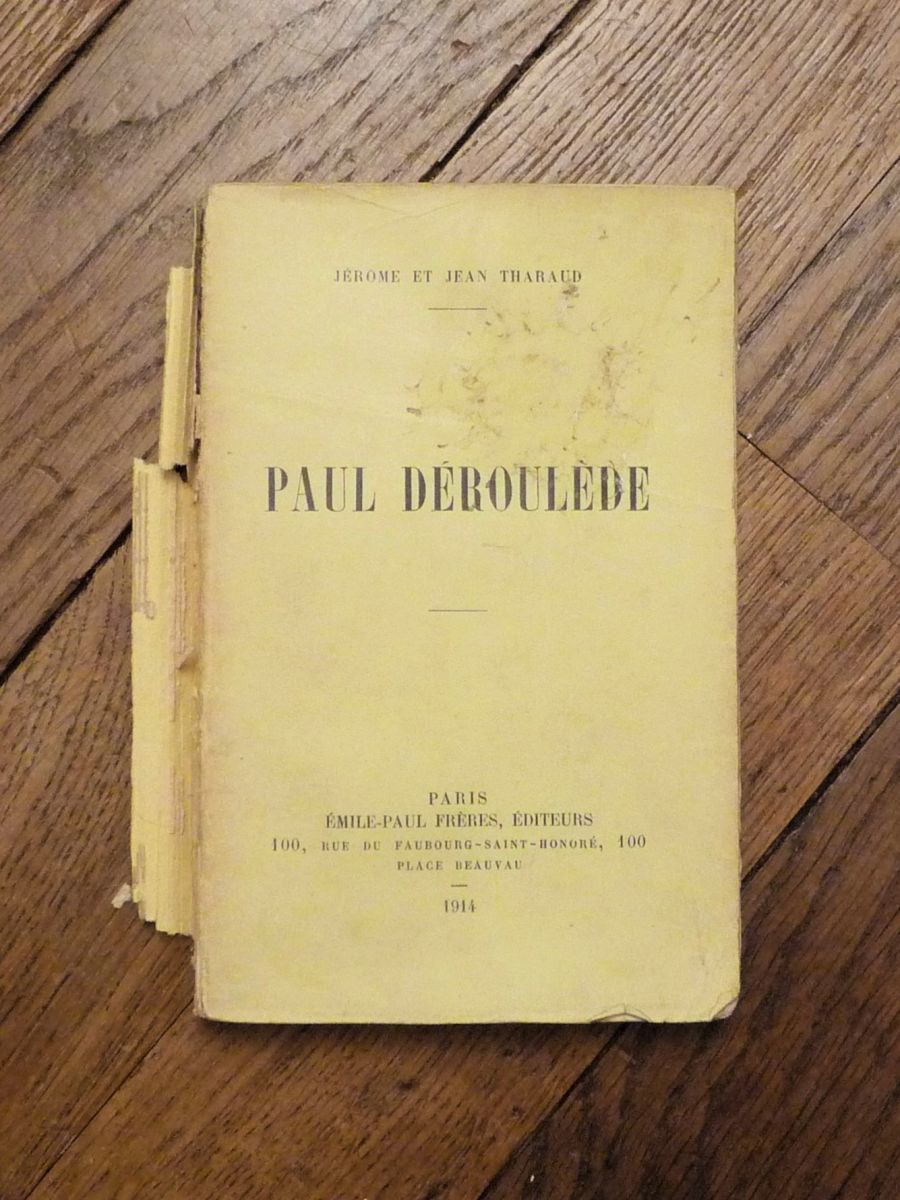 JÉROME ET JEAN THARAUD
PAUL DÉROULÈDE
PARIS
ÉMILE-PAUL FRÈRES, ÉDITEURS
100, RUE DU FAUBOURG-SAINT-HONORÉ, 100
PLACE BEAUVAU
1914